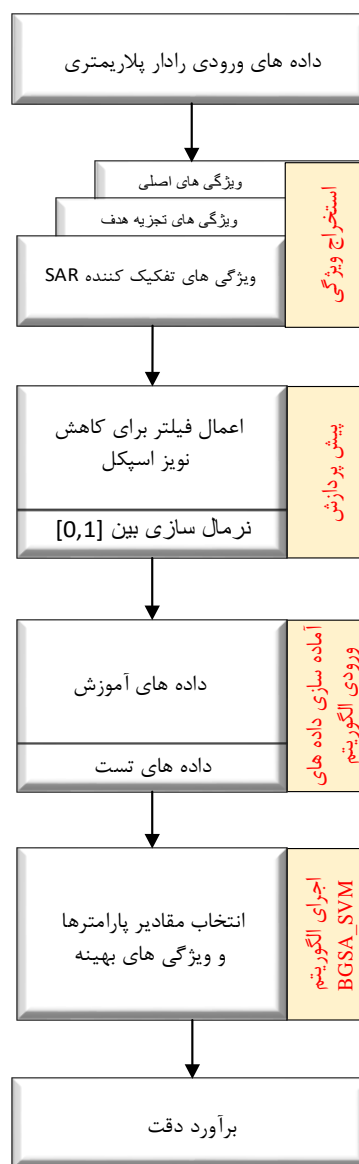 داده های ورودی رادار پلاریمتری
ویژگی های اصلی
ویژگی های تجزیه هدف
ویژگی های تفکیک کننده SAR
استخراج ویژگی
اعمال فیلتر برای کاهش
نویز اسپکل
نرمال سازی بین [0,1]
پیش پردازش
داده های آموزش
داده های تست
آماده سازی داده های
ورودی الگوریتم
انتخاب مقادیر پارامترها
و ویژگی های بهینه
اجرای الگوریتم
BGSA_SVM
برآورد دقت